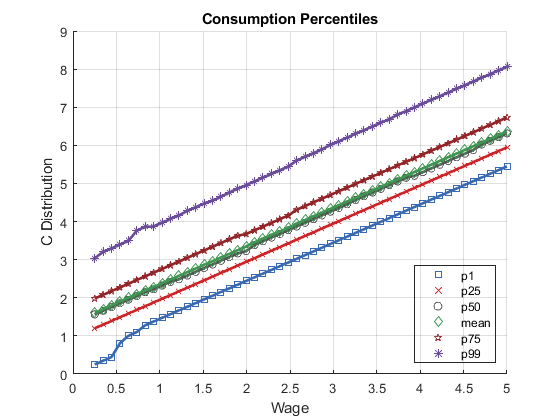 Consumption Percentiles
9
8
7
6
5
4
3
2
1
0
C Distribution
p1
p25
p50
mean
p75
p99
0 0.5 1 1.5 2 2.5 3 3.5 4 4.5 5
Wage